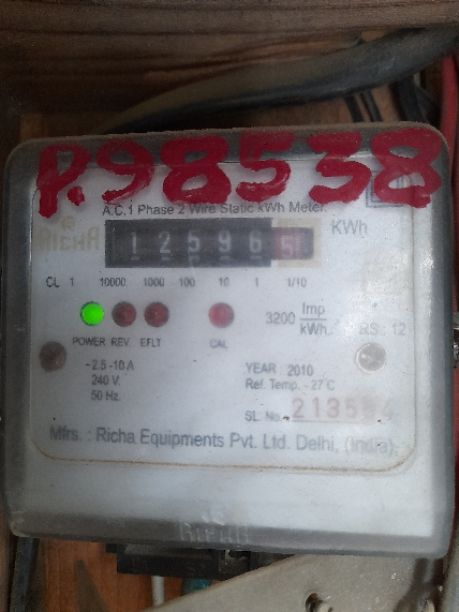 P.98538
A.C.1 Phase 2 Wire Static kWh Meter.
RICHA
1 2 5 9 6 5 KWh
CL 1 10000 1000 100 10 1 1/10
3200 Imp/kWh. RS : 12
POWER REV. EFLT CAL
~2.5-10 A
240 V.
50 Hz.
YEAR : 2010
Ref. Temp. -27°C
SL No.
Mfrs. : Richa Equipments Pvt. Ltd. Delhi, (India).